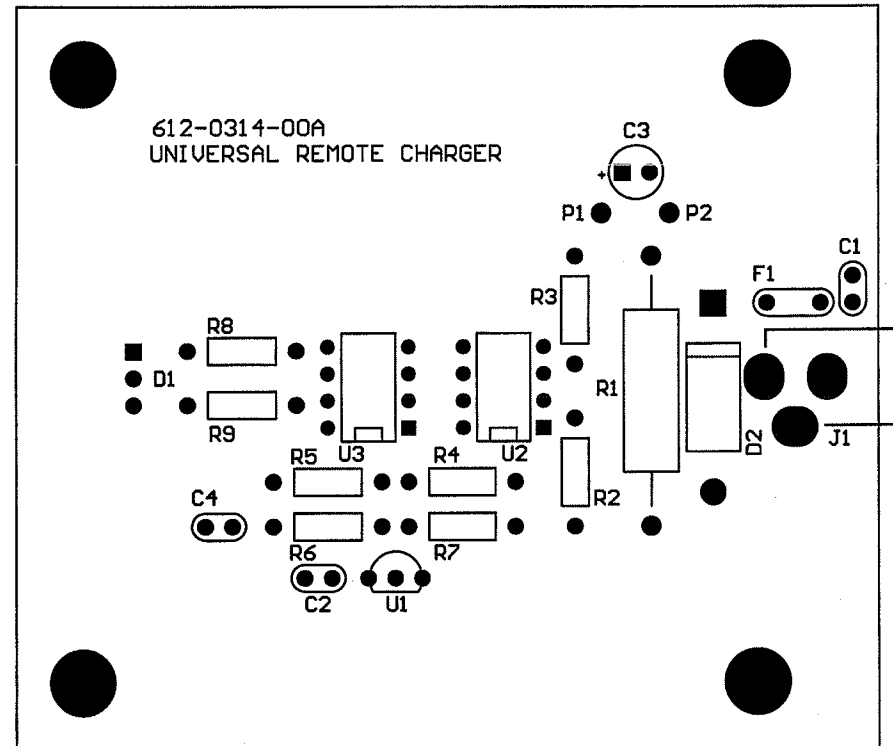 612-0314-00A
UNIVERSAL REMOTE CHARGER
C3
+
P1
P2
C1
F1
R3
R8
D1
R1
R9
J1
D2
U3
U2
R5
R4
C4
R2
R6
R7
C2
U1